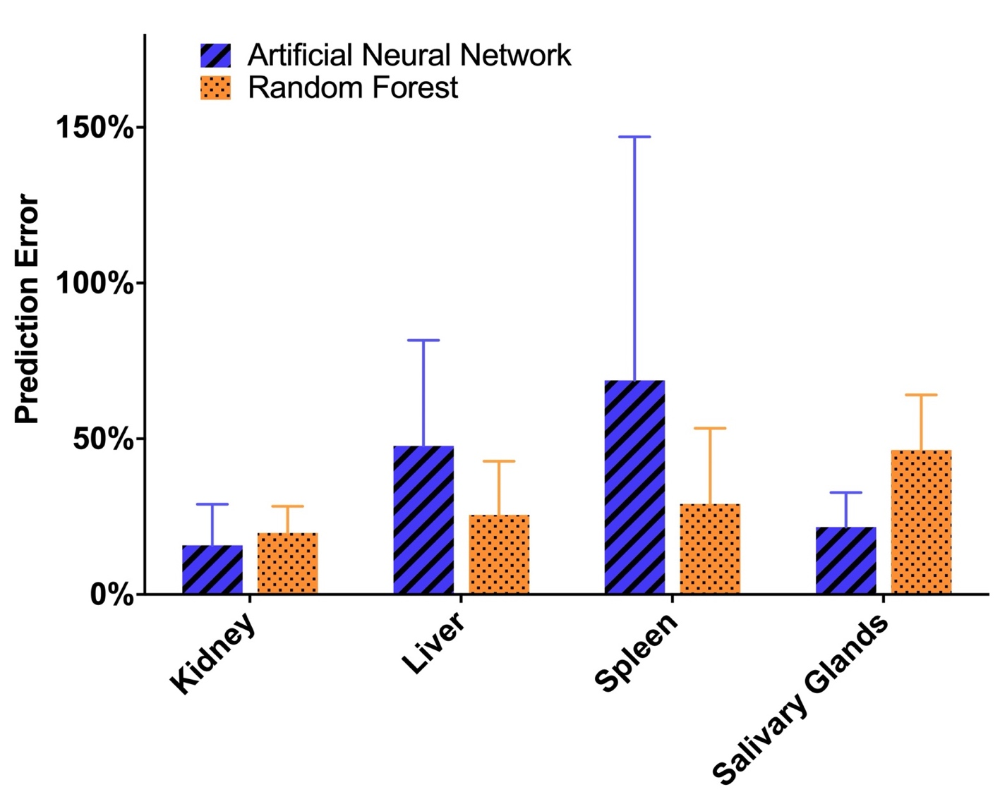 Artificial Neural Network
Random Forest
Prediction Error
150%
100%
50%
0%
Kidney
Liver
Spleen
Salivary Glands